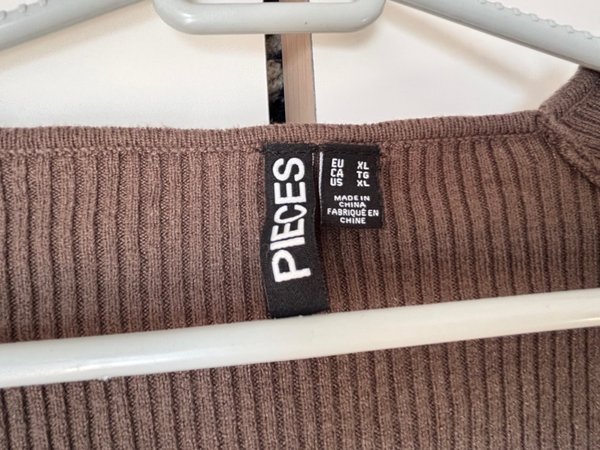 PIECES
EU XL
CA TG
US XL
MADE IN
CHINA
FABRIQUÉ EN
CHINE